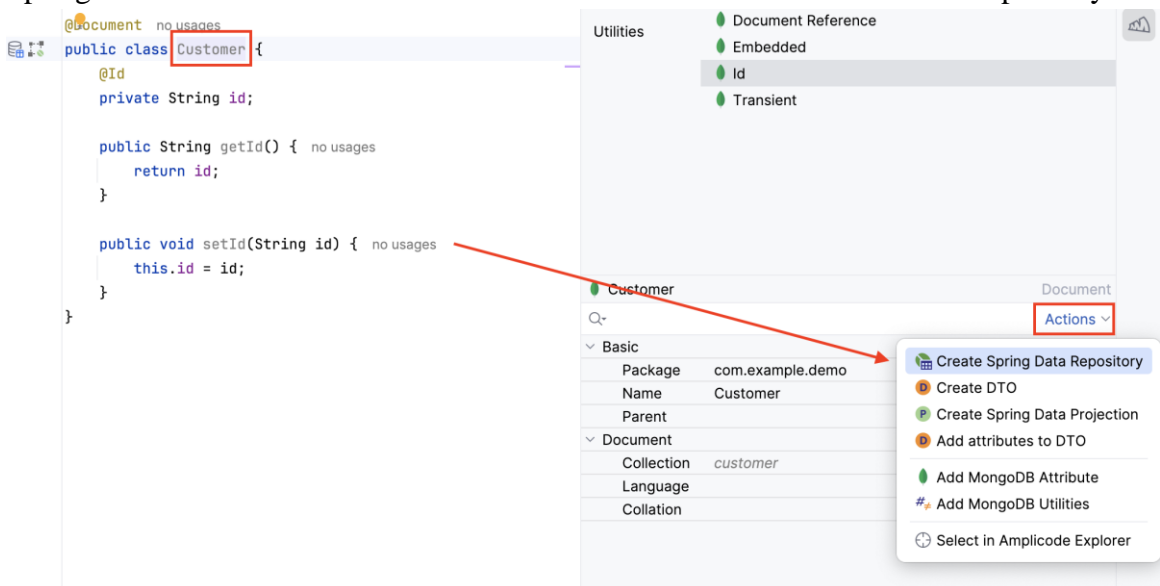 @Document no usages
public class Customer {
@Id
private String id;
public String getId() { no usages
return id;
}
public void setId(String id) { no usages
this.id = id;
}
}
Utilities
Document Reference
Embedded
Id
Transient
Customer Document
Actions
Basic
Package com.example.demo
Name Customer
Parent
Document
Collection customer
Language
Collation
Create Spring Data Repository
Create DTO
Create Spring Data Projection
Add attributes to DTO
Add MongoDB Attribute
Add MongoDB Utilities
Select in Amplicode Explorer